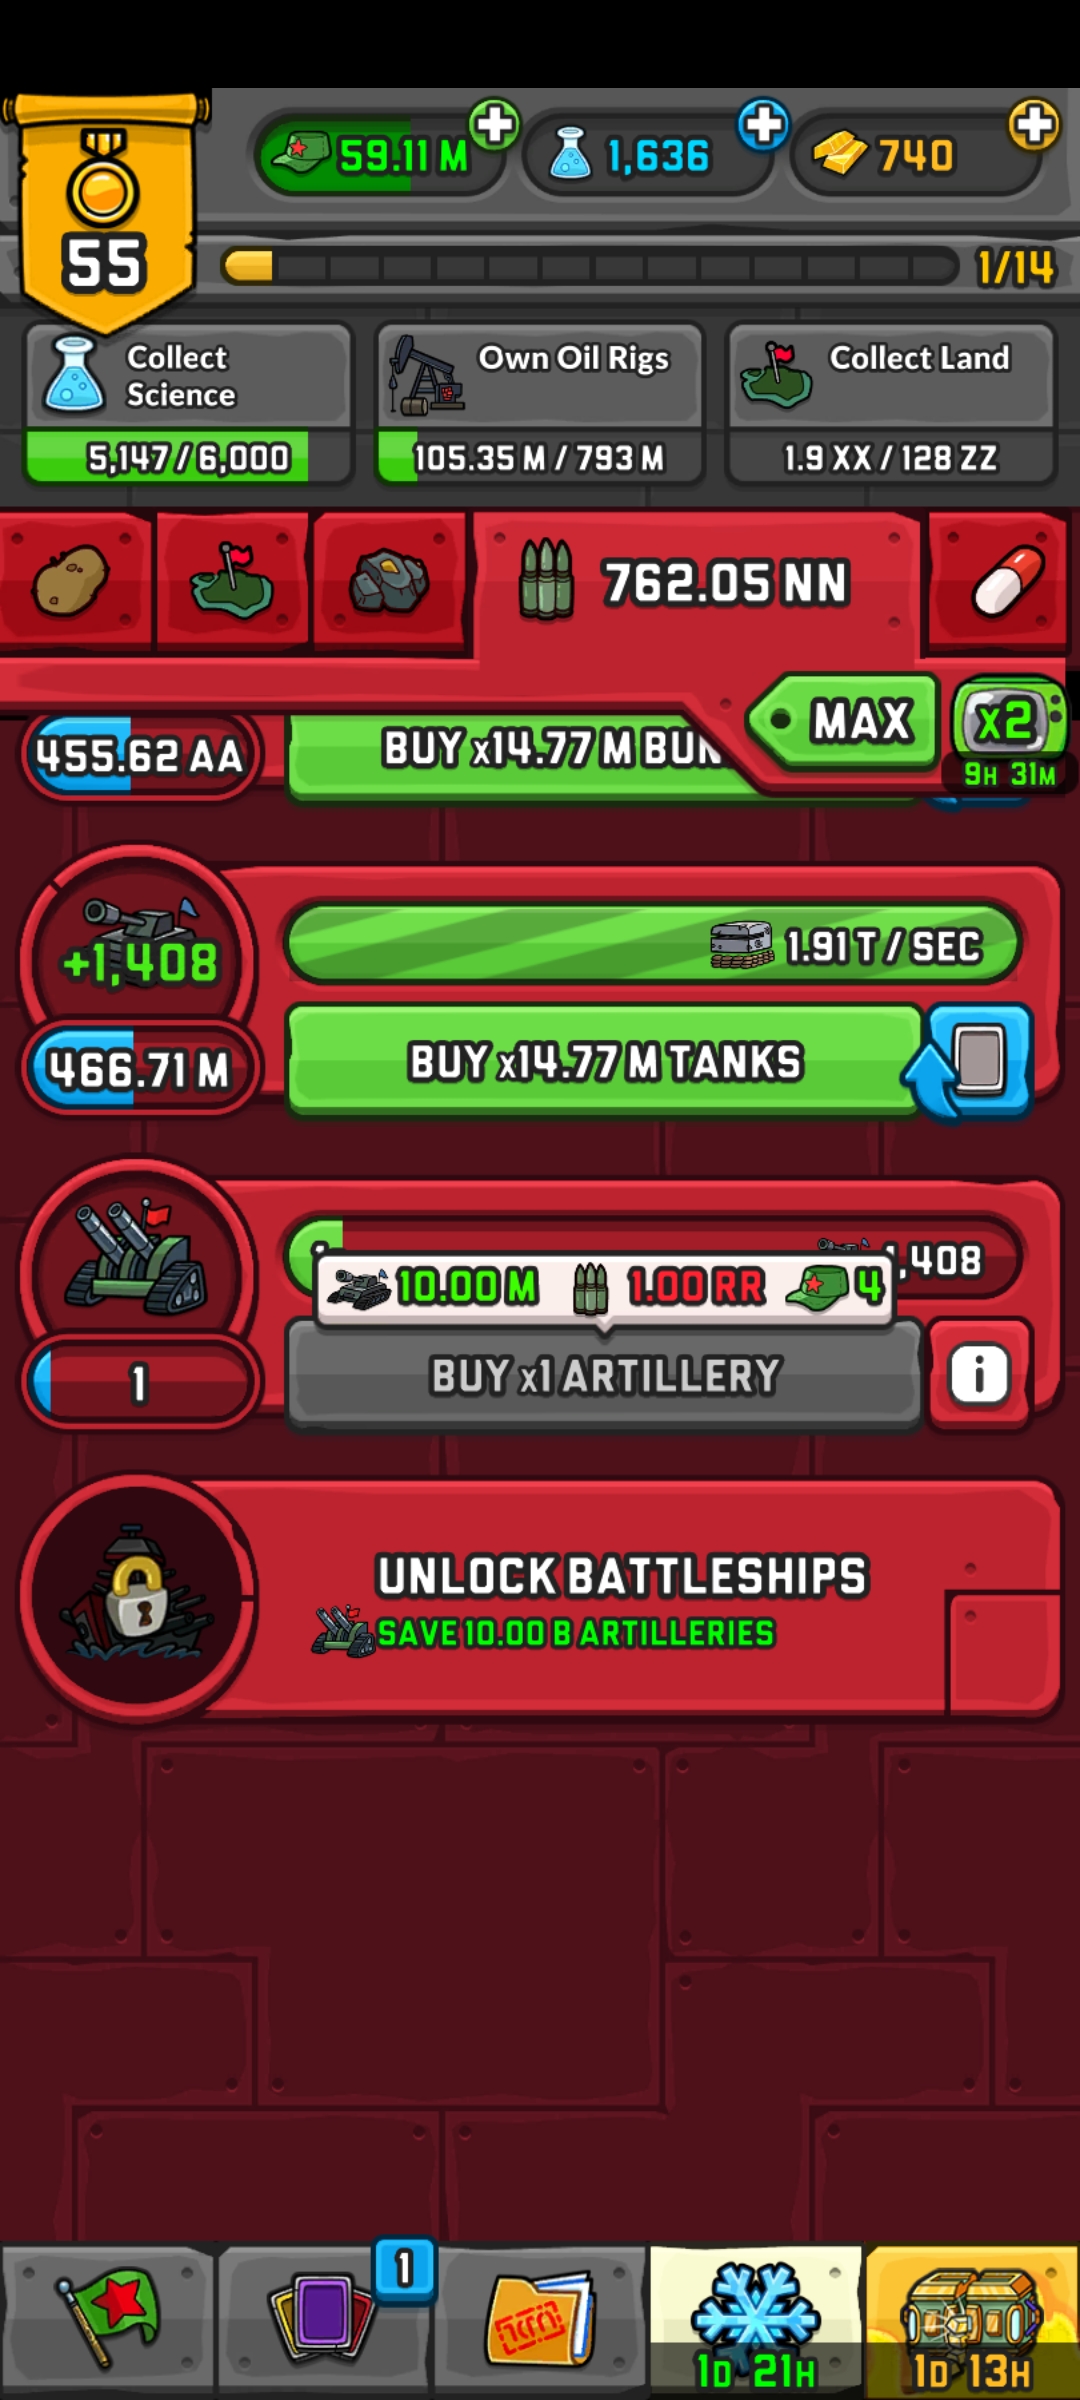 59.11 M
1,636
740
55
1/14
Collect
Science
5,147 / 6,000
Own Oil Rigs
105.35 M / 793 M
Collect Land
1.9 XX / 128 ZZ
762.05 NN
MAX
x2
9H 31M
455.62 AA
BUY x14.77 M BUN
+1,408
1.91 T / SEC
466.71 M
BUY x14.77 M TANKS
,408
10.00 M
1.00 RR
4
1
BUY x1 ARTILLERY
i
UNLOCK BATTLESHIPS
SAVE 10.00 B ARTILLERIES
1
1D 21H
1D 13H